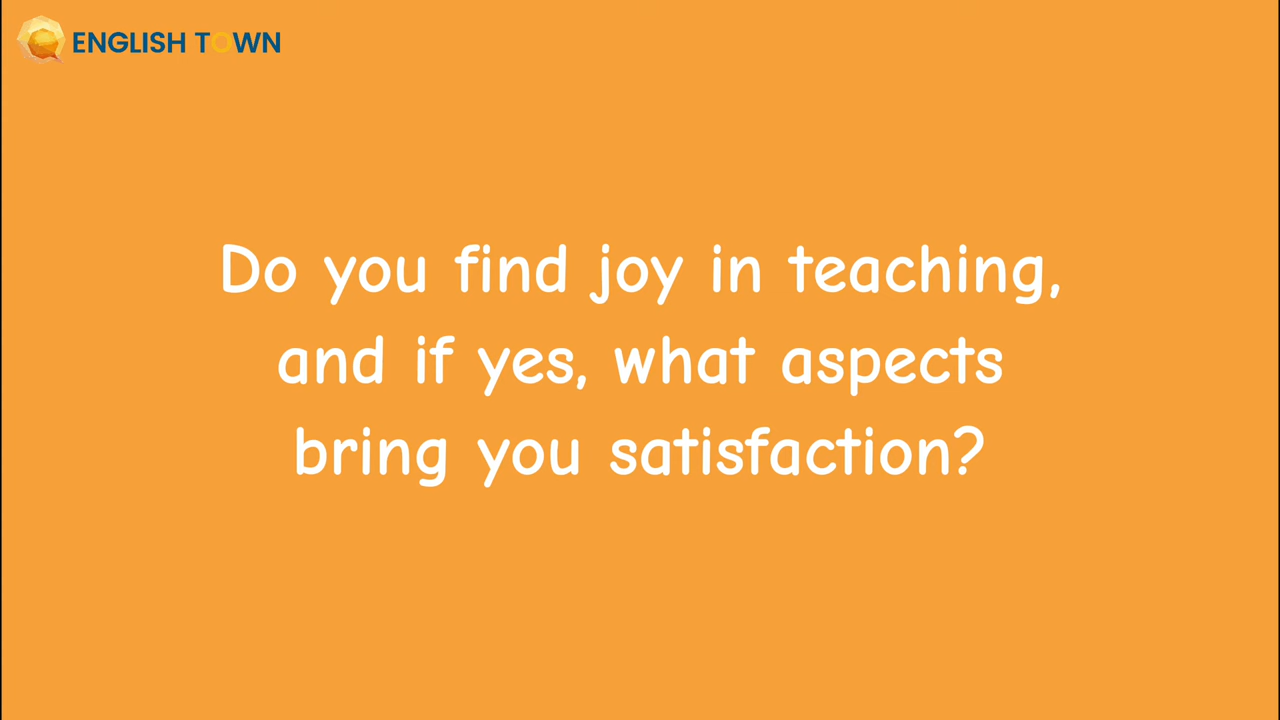 ENGLISH TOWN
Do you find joy in teaching,
and if yes, what aspects
bring you satisfaction?